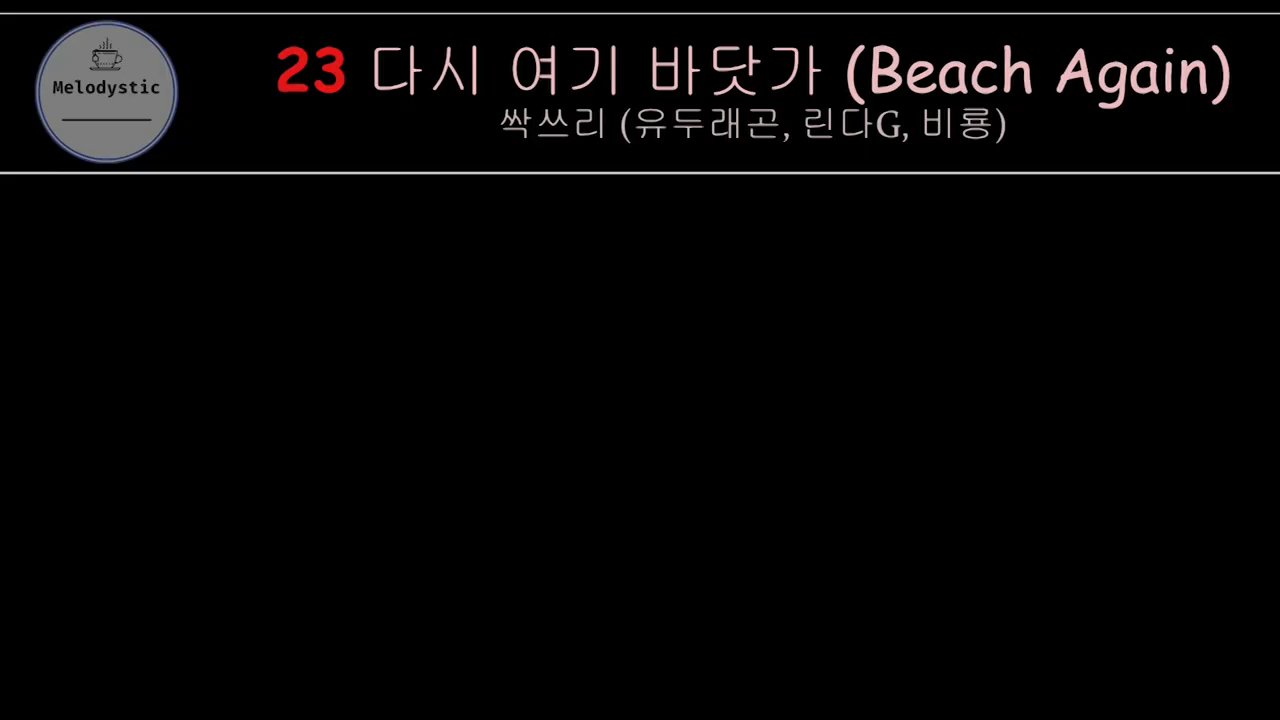 Melodystic
23 다시 여기 바닷가 (Beach Again)
싹쓰리 (유두래곤, 린다G, 비룡)